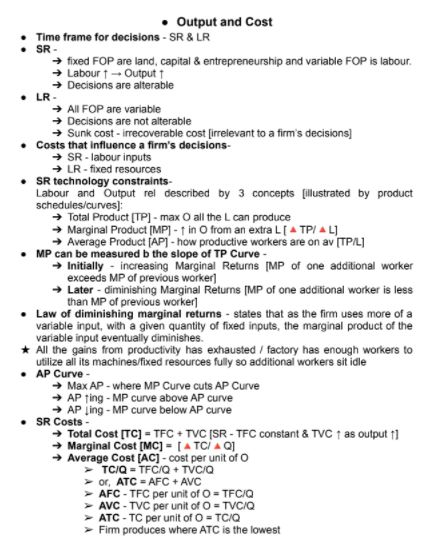 ● Output and Cost
● Time frame for decisions - SR & LR
● SR -
➔ fixed FOP are land, capital & entrepreneurship and variable FOP is labour.
➔ Labour ↑ → Output ↑
➔ Decisions are alterable
● LR -
➔ All FOP are variable
➔ Decisions are not alterable
➔ Sunk cost - irrecoverable cost [irrelevant to a firm's decisions]
● Costs that influence a firm's decisions-
➔ SR - labour inputs
➔ LR - fixed resources
● SR technology constraints-
Labour and Output rel described by 3 concepts [illustrated by product
schedules/curves]:
➔ Total Product [TP] - max O all the L can produce
➔ Marginal Product [MP] - ↑ in O from an extra L [🔺TP/🔺L]
➔ Average Product [AP] - how productive workers are on av [TP/L]
● MP can be measured b the slope of TP Curve -
➔ Initially - increasing Marginal Returns [MP of one additional worker
exceeds MP of previous worker]
➔ Later - diminishing Marginal Returns [MP of one additional worker is less
than MP of previous worker]
● Law of diminishing marginal returns - states that as the firm uses more of a
variable input, with a given quantity of fixed inputs, the marginal product of the
variable input eventually diminishes.
★ All the gains from productivity has exhausted / factory has enough workers to
utilize all its machines/fixed resources fully so additional workers sit idle
● AP Curve -
➔ Max AP - where MP Curve cuts AP Curve
➔ AP ↑ing - MP curve above AP curve
➔ AP ↓ing - MP curve below AP curve
● SR Costs -
➔ Total Cost [TC] = TFC + TVC [SR - TFC constant & TVC ↑ as output ↑]
➔ Marginal Cost [MC] = [🔺TC/🔺Q]
➔ Average Cost [AC] - cost per unit of O
➢ TC/Q = TFC/Q + TVC/Q
➢ or, ATC = AFC + AVC
➢ AFC - TFC per unit of O = TFC/Q
➢ AVC - TVC per unit of O = TVC/Q
➢ ATC - TC per unit of O = TC/Q
➢ Firm produces where ATC is the lowest